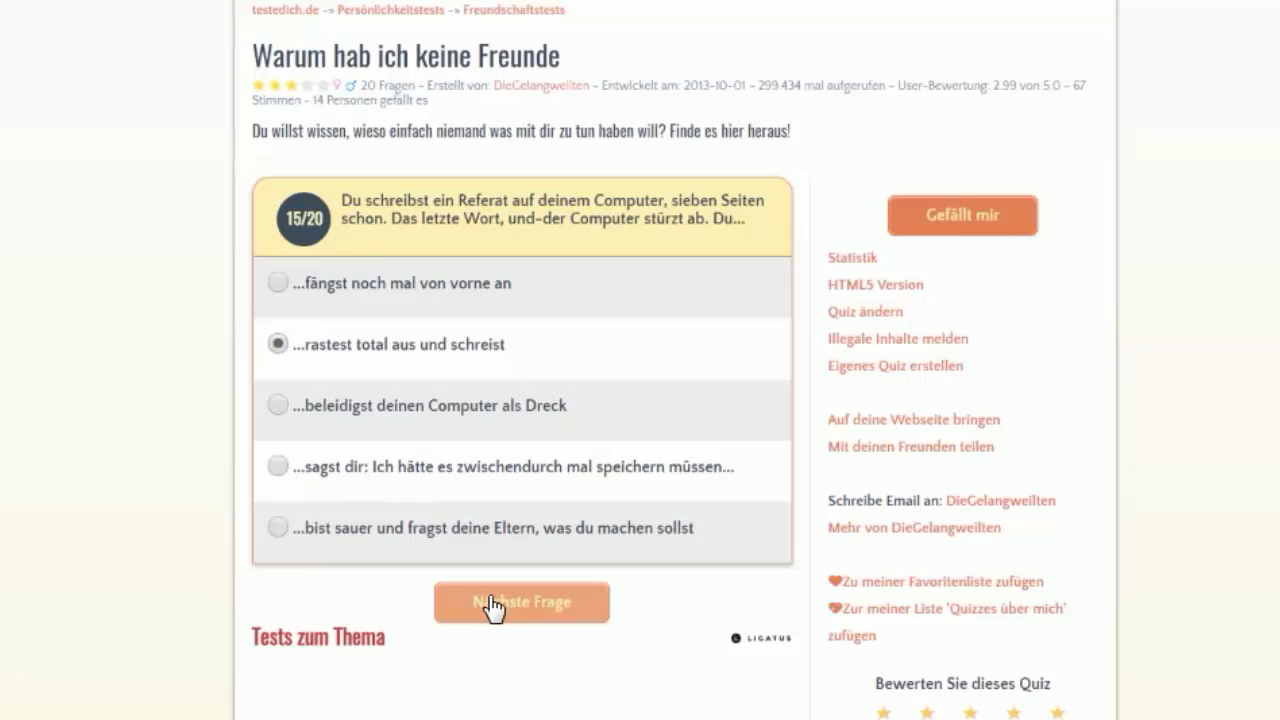 testedich.de -» Persönlichkeitstests -» Freundschaftstests
Warum hab ich keine Freunde
20 Fragen - Erstellt von: DieGelangweilten - Entwickelt am: 2013-10-01 - 299.434 mal aufgerufen - User-Bewertung: 2.99 von 5.0 - 67
Stimmen - 14 Personen gefällt es
Du willst wissen, wieso einfach niemand was mit dir zu tun haben will? Finde es hier heraus!
15/20
Du schreibst ein Referat auf deinem Computer, sieben Seiten
schon. Das letzte Wort, und-der Computer stürzt ab. Du...
...fängst noch mal von vorne an
...rastest total aus und schreist
...beleidigst deinen Computer als Dreck
...sagst dir: Ich hätte es zwischendurch mal speichern müssen...
...bist sauer und fragst deine Eltern, was du machen sollst
Nächste Frage
Tests zum Thema
LIGATUS
Gefällt mir
Statistik
HTML5 Version
Quiz ändern
Illegale Inhalte melden
Eigenes Quiz erstellen
Auf deine Webseite bringen
Mit deinen Freunden teilen
Schreibe Email an: DieGelangweilten
Mehr von DieGelangweilten
Zu meiner Favoritenliste zufügen
Zur meiner Liste 'Quizzes über mich'
zufügen
Bewerten Sie dieses Quiz